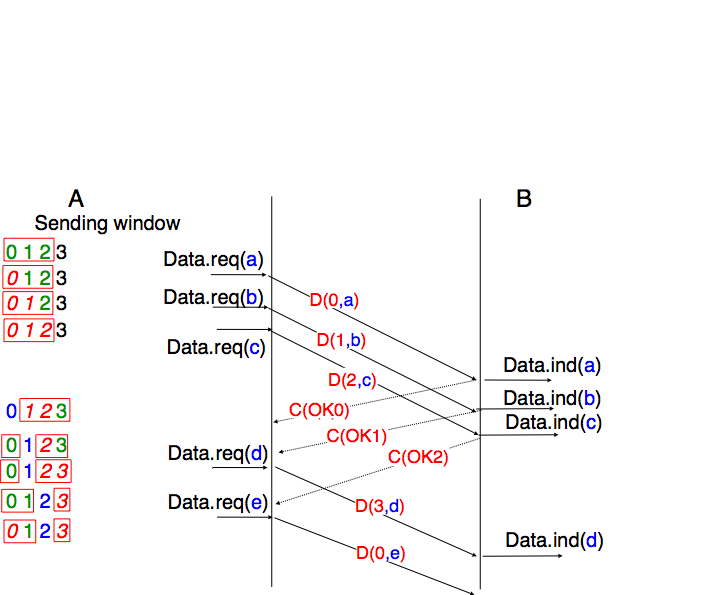 A B
Sending window
0 1 2 3
Data.req(a)
0 1 2 3
Data.req(b)
D(0,a)
0 1 2 3
0 1 2 3
D(1,b)
Data.req(c)
Data.ind(a)
D(2,c)
Data.ind(b)
0 1 2 3
C(OK0)
Data.ind(c)
C(OK1)
0 1 2 3
Data.req(d)
C(OK2)
0 1 2 3
0 1 2 3
Data.req(e)
D(3,d)
0 1 2 3
Data.ind(d)
D(0,e)